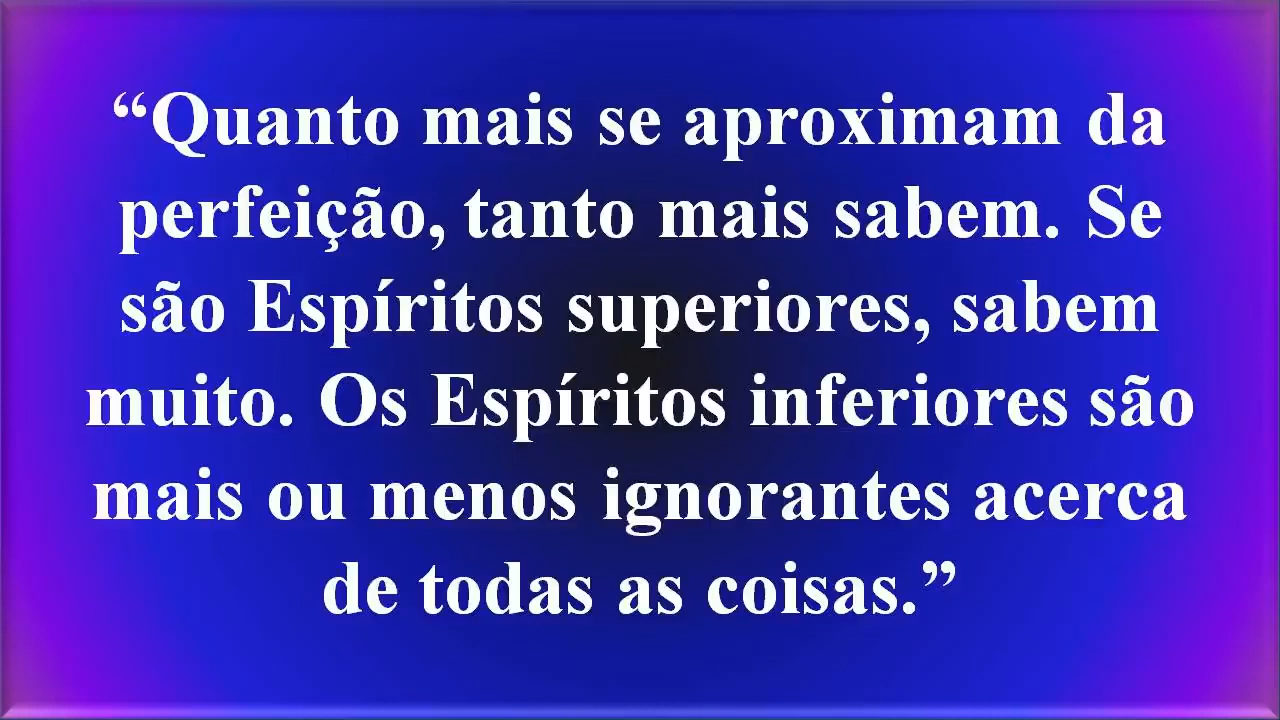 “Quanto mais se aproximam da
perfeição, tanto mais sabem. Se
são Espíritos superiores, sabem
muito. Os Espíritos inferiores são
mais ou menos ignorantes acerca
de todas as coisas.”